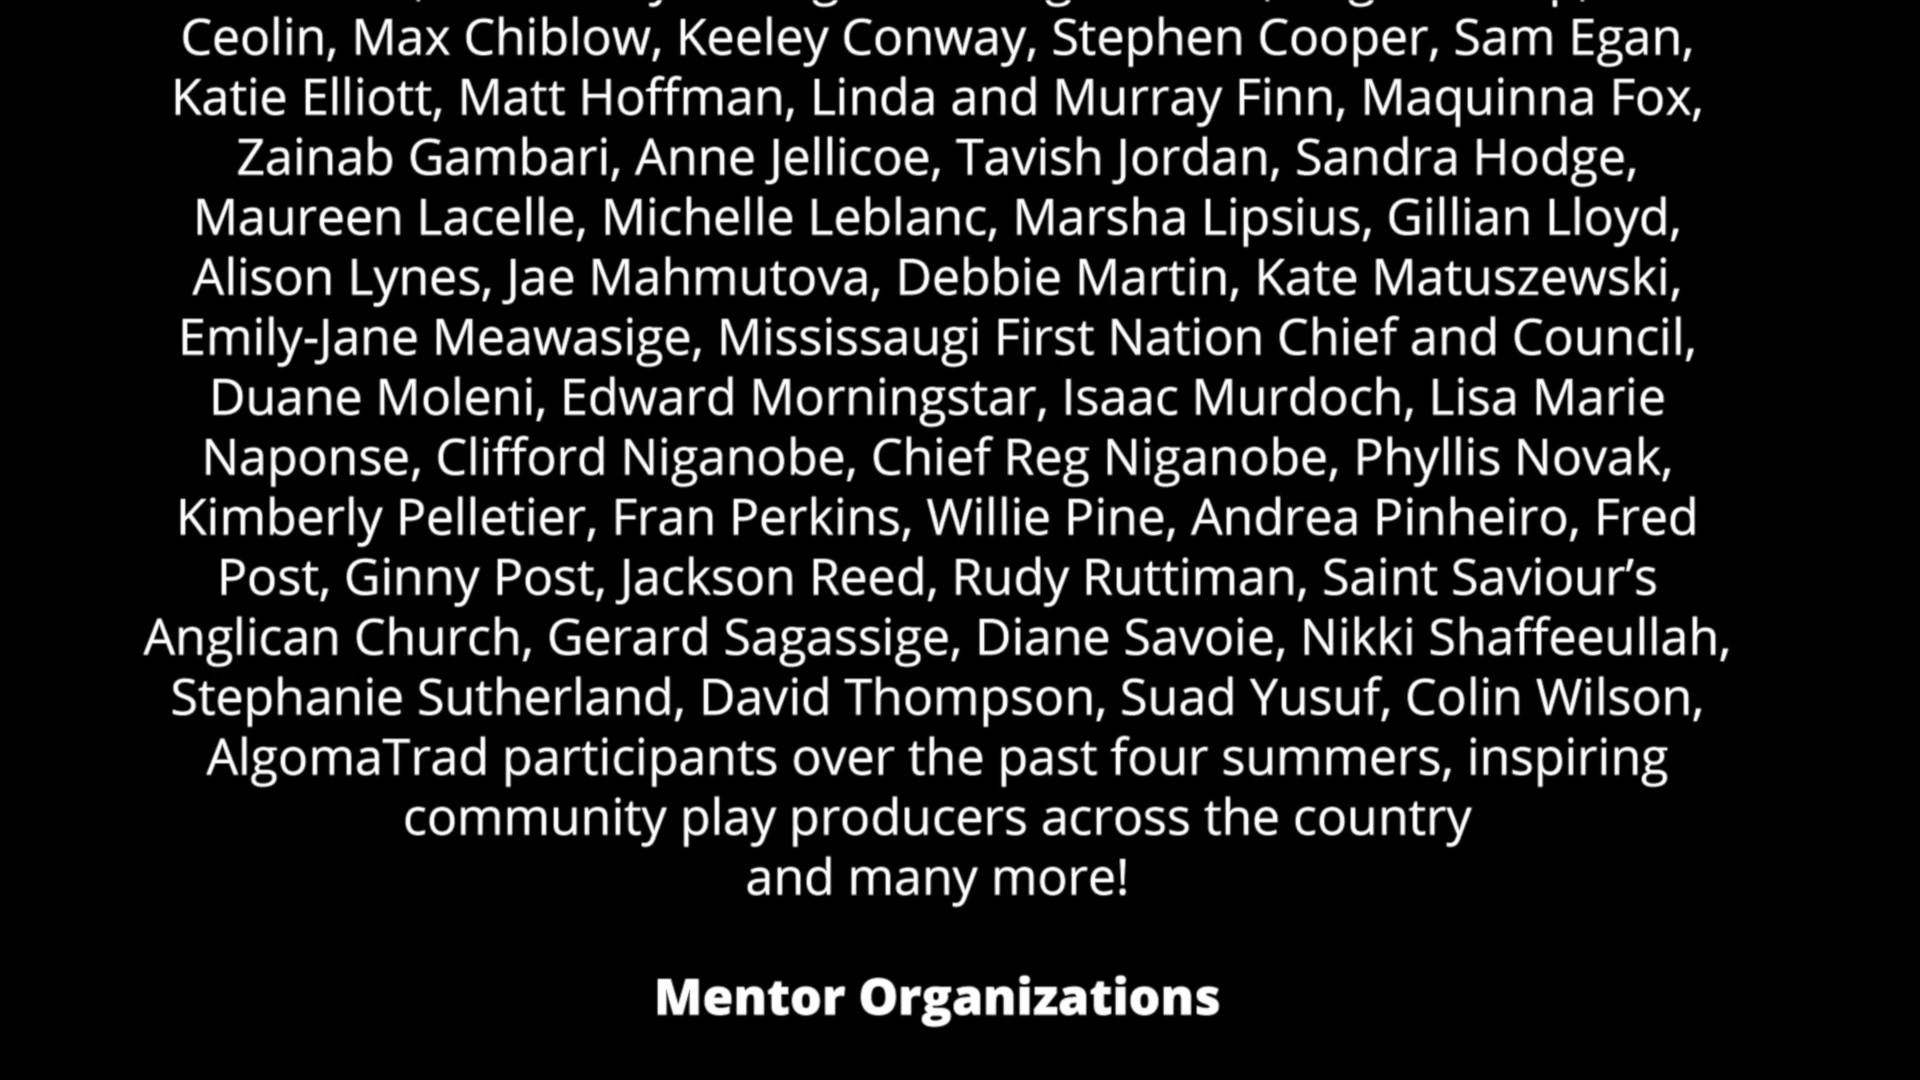 Ceolin, Max Chiblow, Keeley Conway, Stephen Cooper, Sam Egan,
Katie Elliott, Matt Hoffman, Linda and Murray Finn, Maquinna Fox,
Zainab Gambari, Anne Jellicoe, Tavish Jordan, Sandra Hodge,
Maureen Lacelle, Michelle Leblanc, Marsha Lipsius, Gillian Lloyd,
Alison Lynes, Jae Mahmutova, Debbie Martin, Kate Matuszewski,
Emily-Jane Meawasige, Mississaugi First Nation Chief and Council,
Duane Moleni, Edward Morningstar, Isaac Murdoch, Lisa Marie
Naponse, Clifford Niganobe, Chief Reg Niganobe, Phyllis Novak,
Kimberly Pelletier, Fran Perkins, Willie Pine, Andrea Pinheiro, Fred
Post, Ginny Post, Jackson Reed, Rudy Ruttiman, Saint Saviour’s
Anglican Church, Gerard Sagassige, Diane Savoie, Nikki Shaffeeullah,
Stephanie Sutherland, David Thompson, Suad Yusuf, Colin Wilson,
AlgomaTrad participants over the past four summers, inspiring
community play producers across the country
and many more!
Mentor Organizations